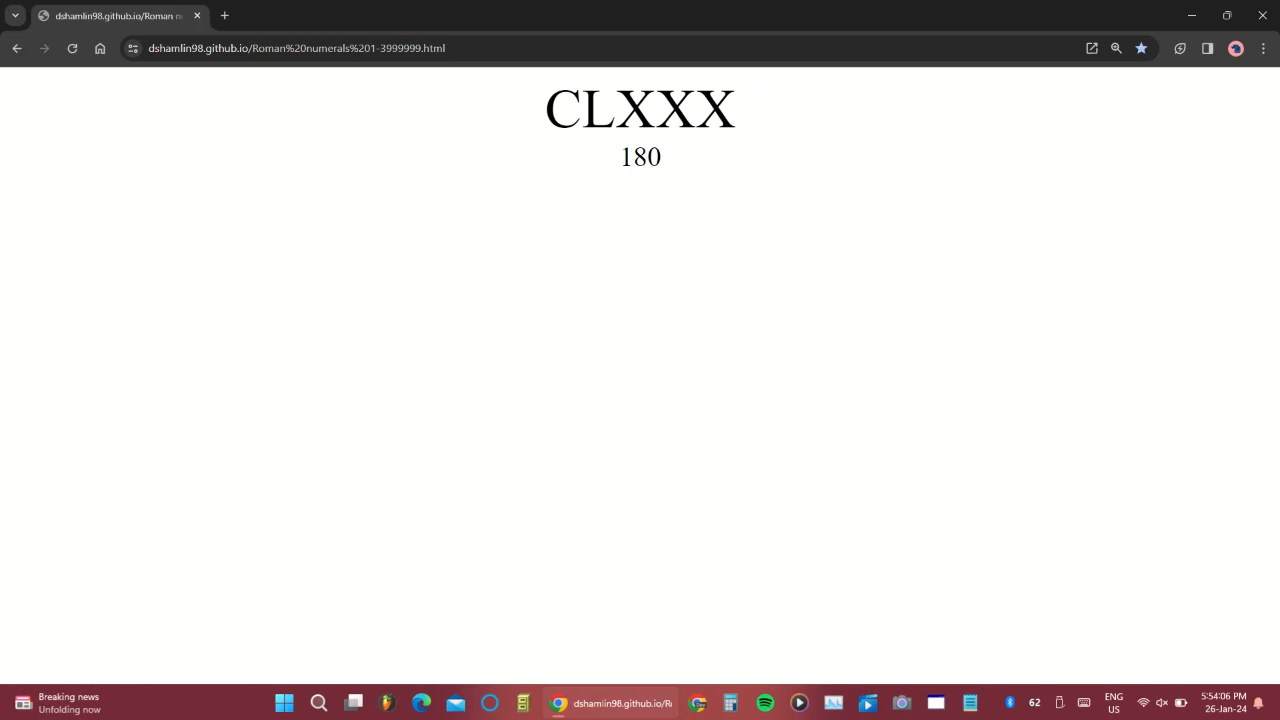 dshamlin98.github.io/Roman n
dshamlin98.github.io/Roman%20numerals%201-3999999.html
CLXXX
180
Breaking news
Unfolding now
dshamlin98.github.io/R
62
ENG
US
5:54:06 PM
26-Jan-24